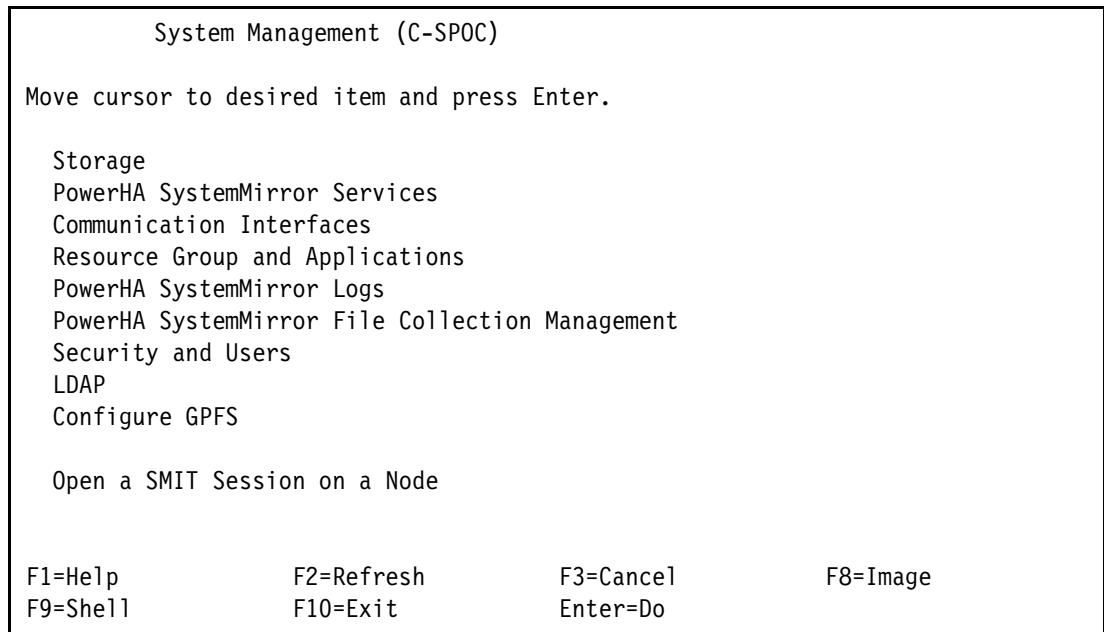 System Management (C-SPOC)
Move cursor to desired item and press Enter.
Storage
PowerHA SystemMirror Services
Communication Interfaces
Resource Group and Applications
PowerHA SystemMirror Logs
PowerHA SystemMirror File Collection Management
Security and Users
LDAP
Configure GPFS
Open a SMIT Session on a Node
F1=Help F2=Refresh F3=Cancel F8=Image
F9=Shell F10=Exit Enter=Do